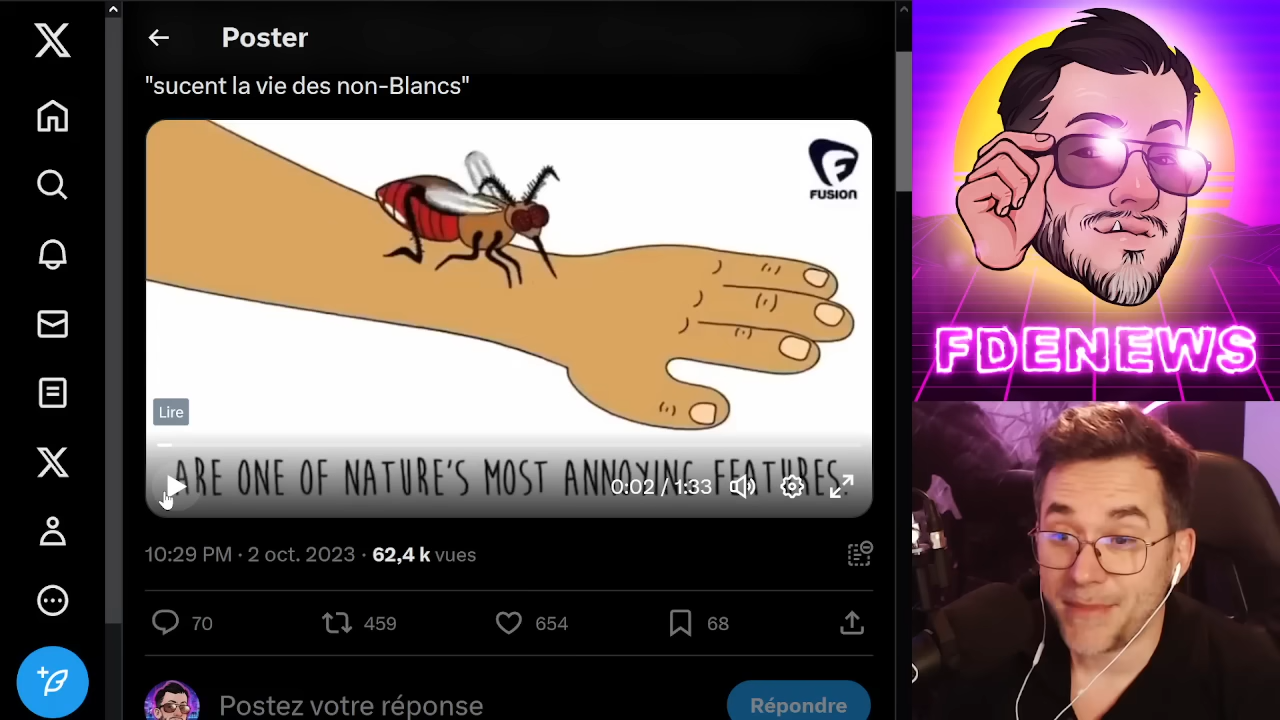 Poster
"sucent la vie des non-Blancs"
FUSION
Lire
ARE ONE OF NATURE'S MOST ANNOYING FEATURES.
0:02 / 1:33
10:29 PM · 2 oct. 2023 · 62,4 k vues
70 459 654 68
Postez votre réponse
Répondre
FDENEWS